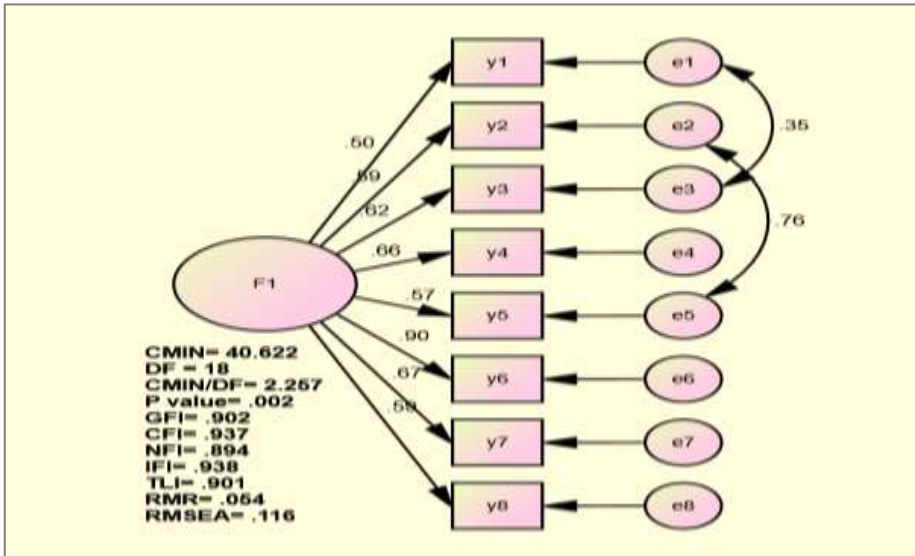 y1
e1
y2
e2
.35
.50
y3
e3
.62
.76
y4
e4
.66
F1
y5
e5
.57
.90
y6
e6
.67
y7
e7
y8
e8
CMIN= 40.622
DF = 18
CMIN/DF= 2.257
P value= .002
GFI= .902
CFI= .937
NFI= .894
IFI= .938
TLI= .901
RMR= .054
RMSEA= .116